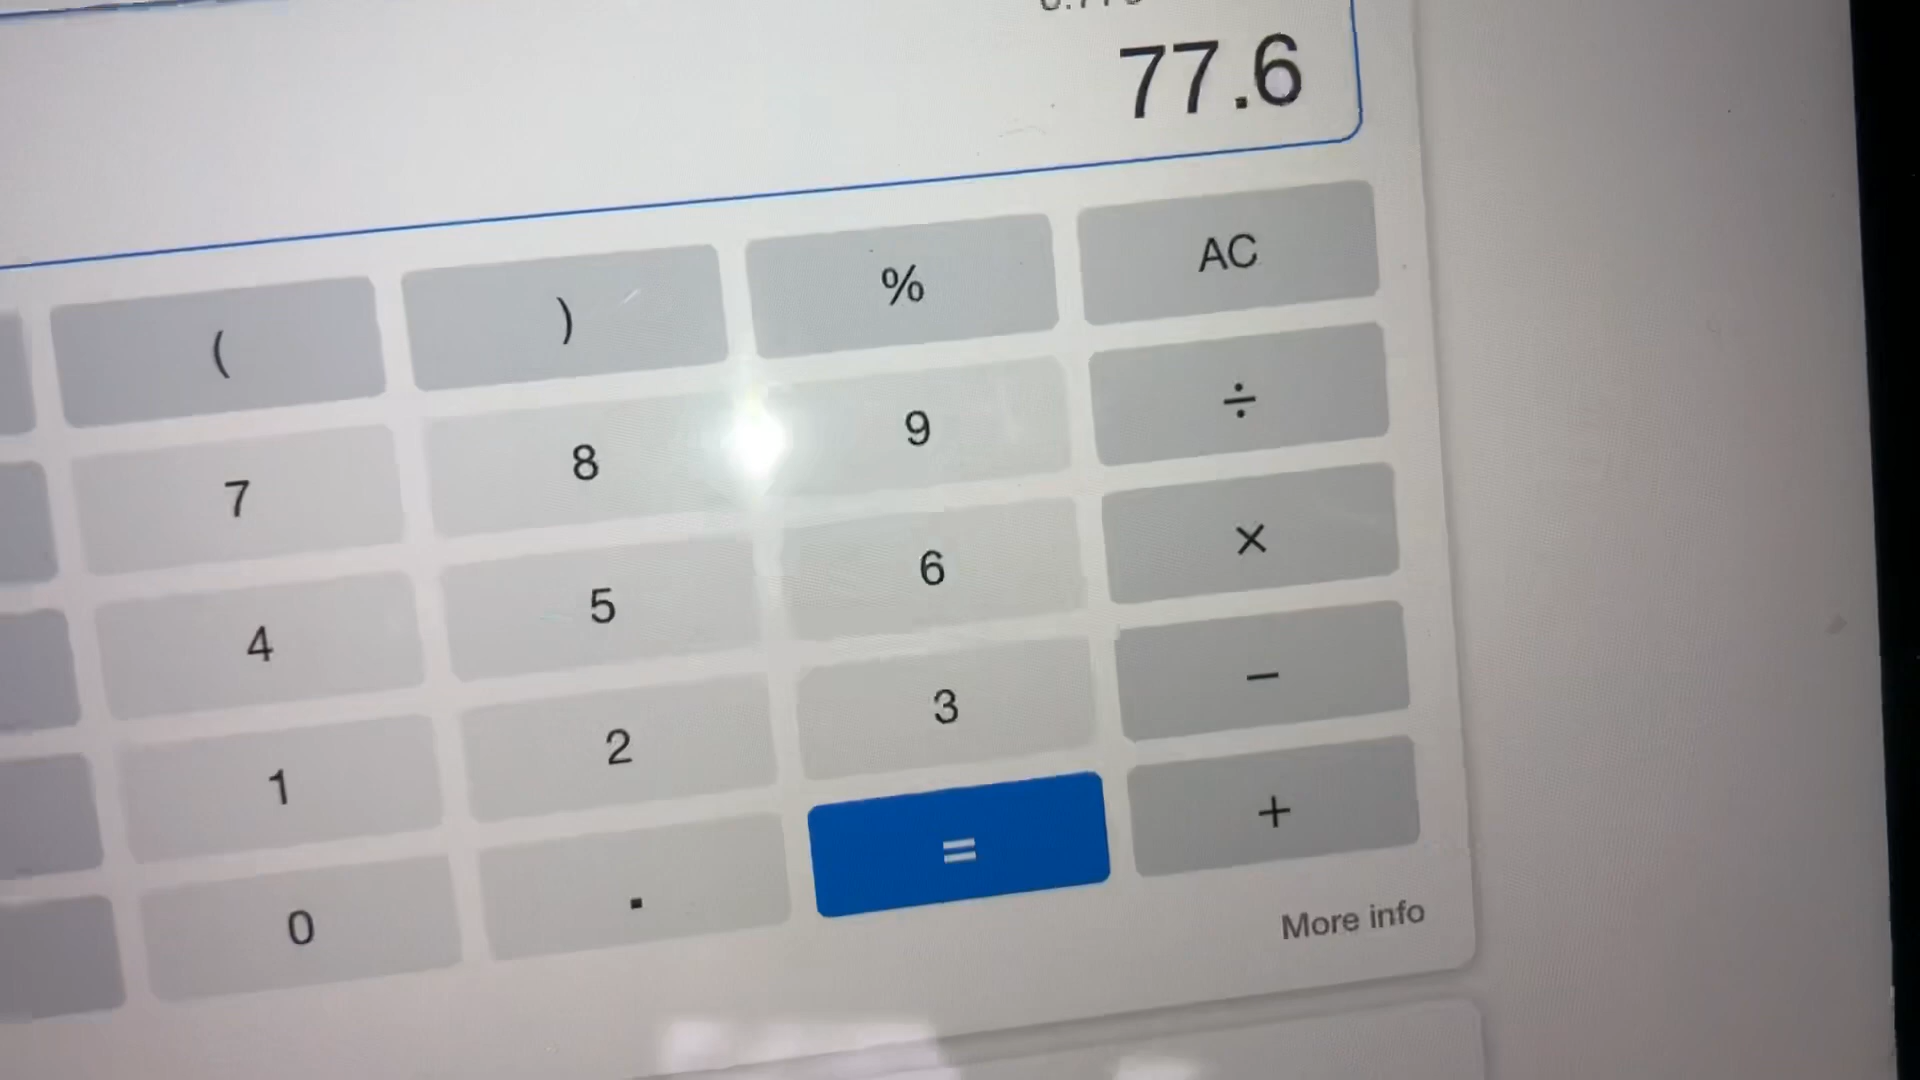 77.6
( ) % AC
7 8 9 ÷
4 5 6 ×
1 2 3 −
0 . = +
More info